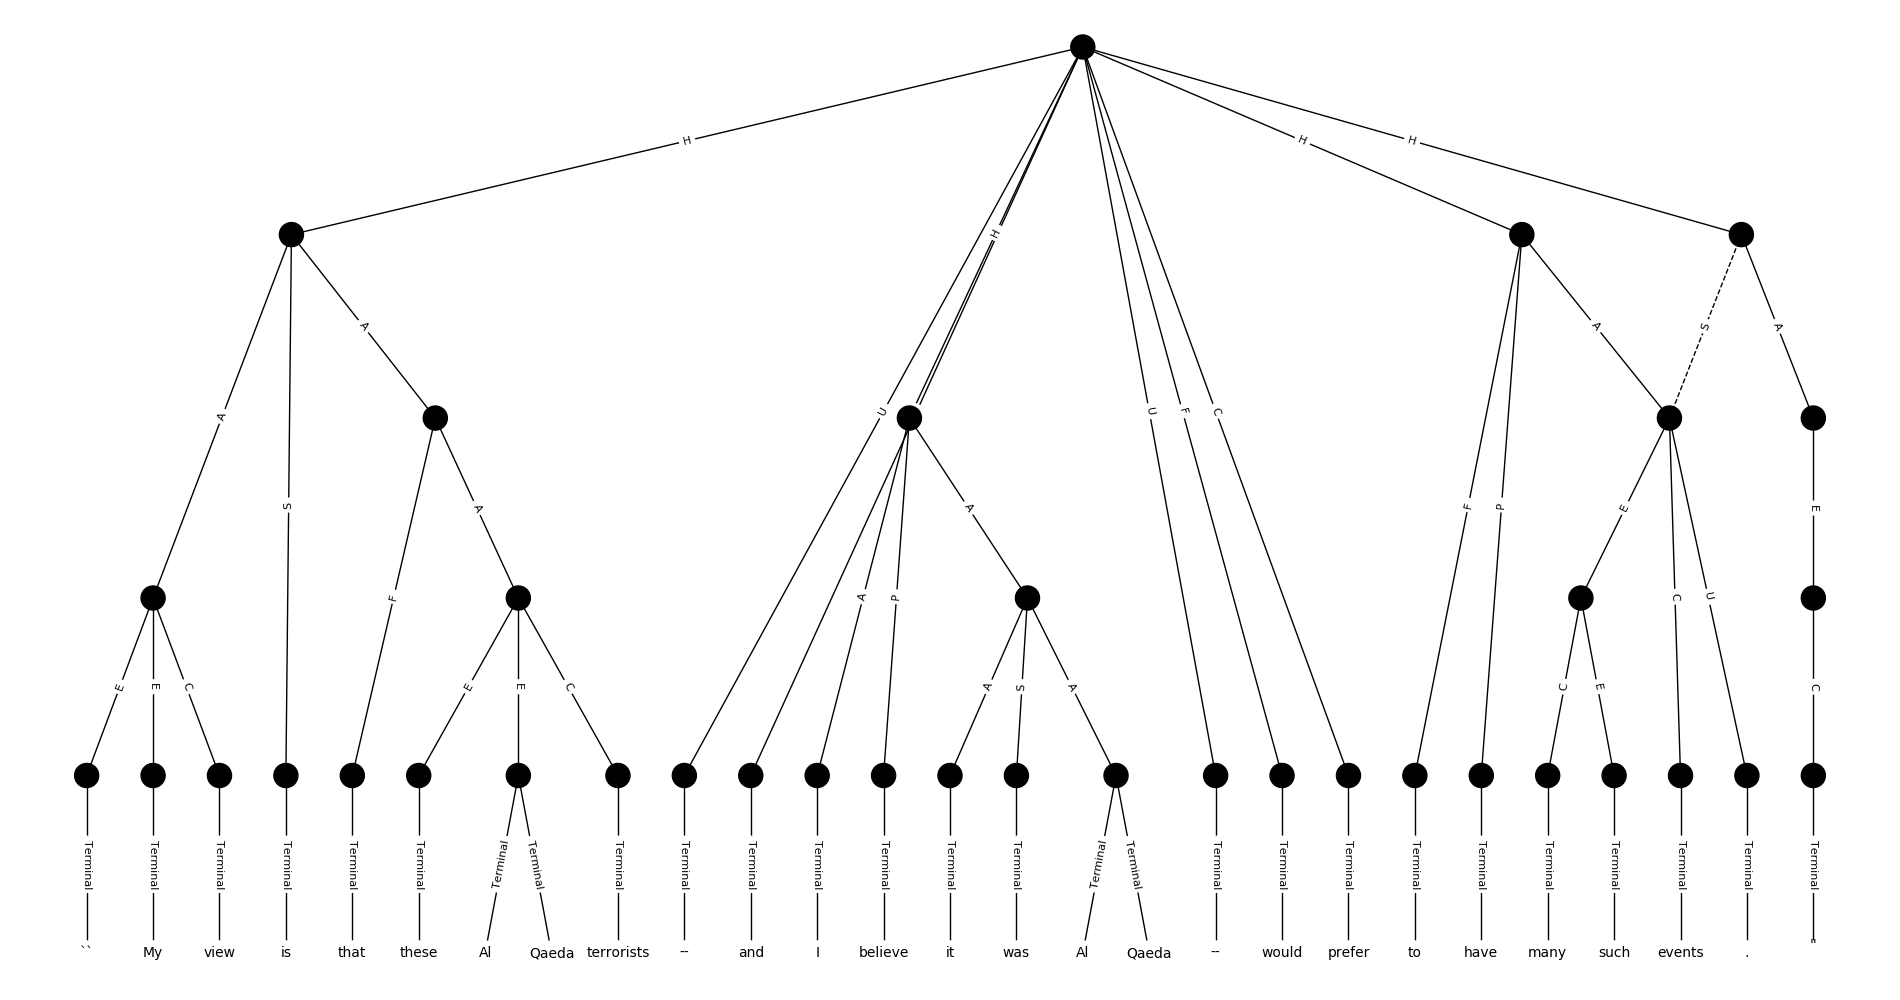 H H H
H
A A S A
A U U F C
S A F P A E C U E
F A P
E E C E E C A S A C E C
Terminal Terminal Terminal Terminal Terminal Terminal Terminal Terminal Terminal Terminal Terminal Terminal Terminal Terminal Terminal Terminal Terminal Terminal Terminal Terminal Terminal Terminal Terminal Terminal Terminal Terminal Terminal
`` My view is that these Al Qaeda terrorists -- and I believe it was Al Qaeda -- would prefer to have many such events . "